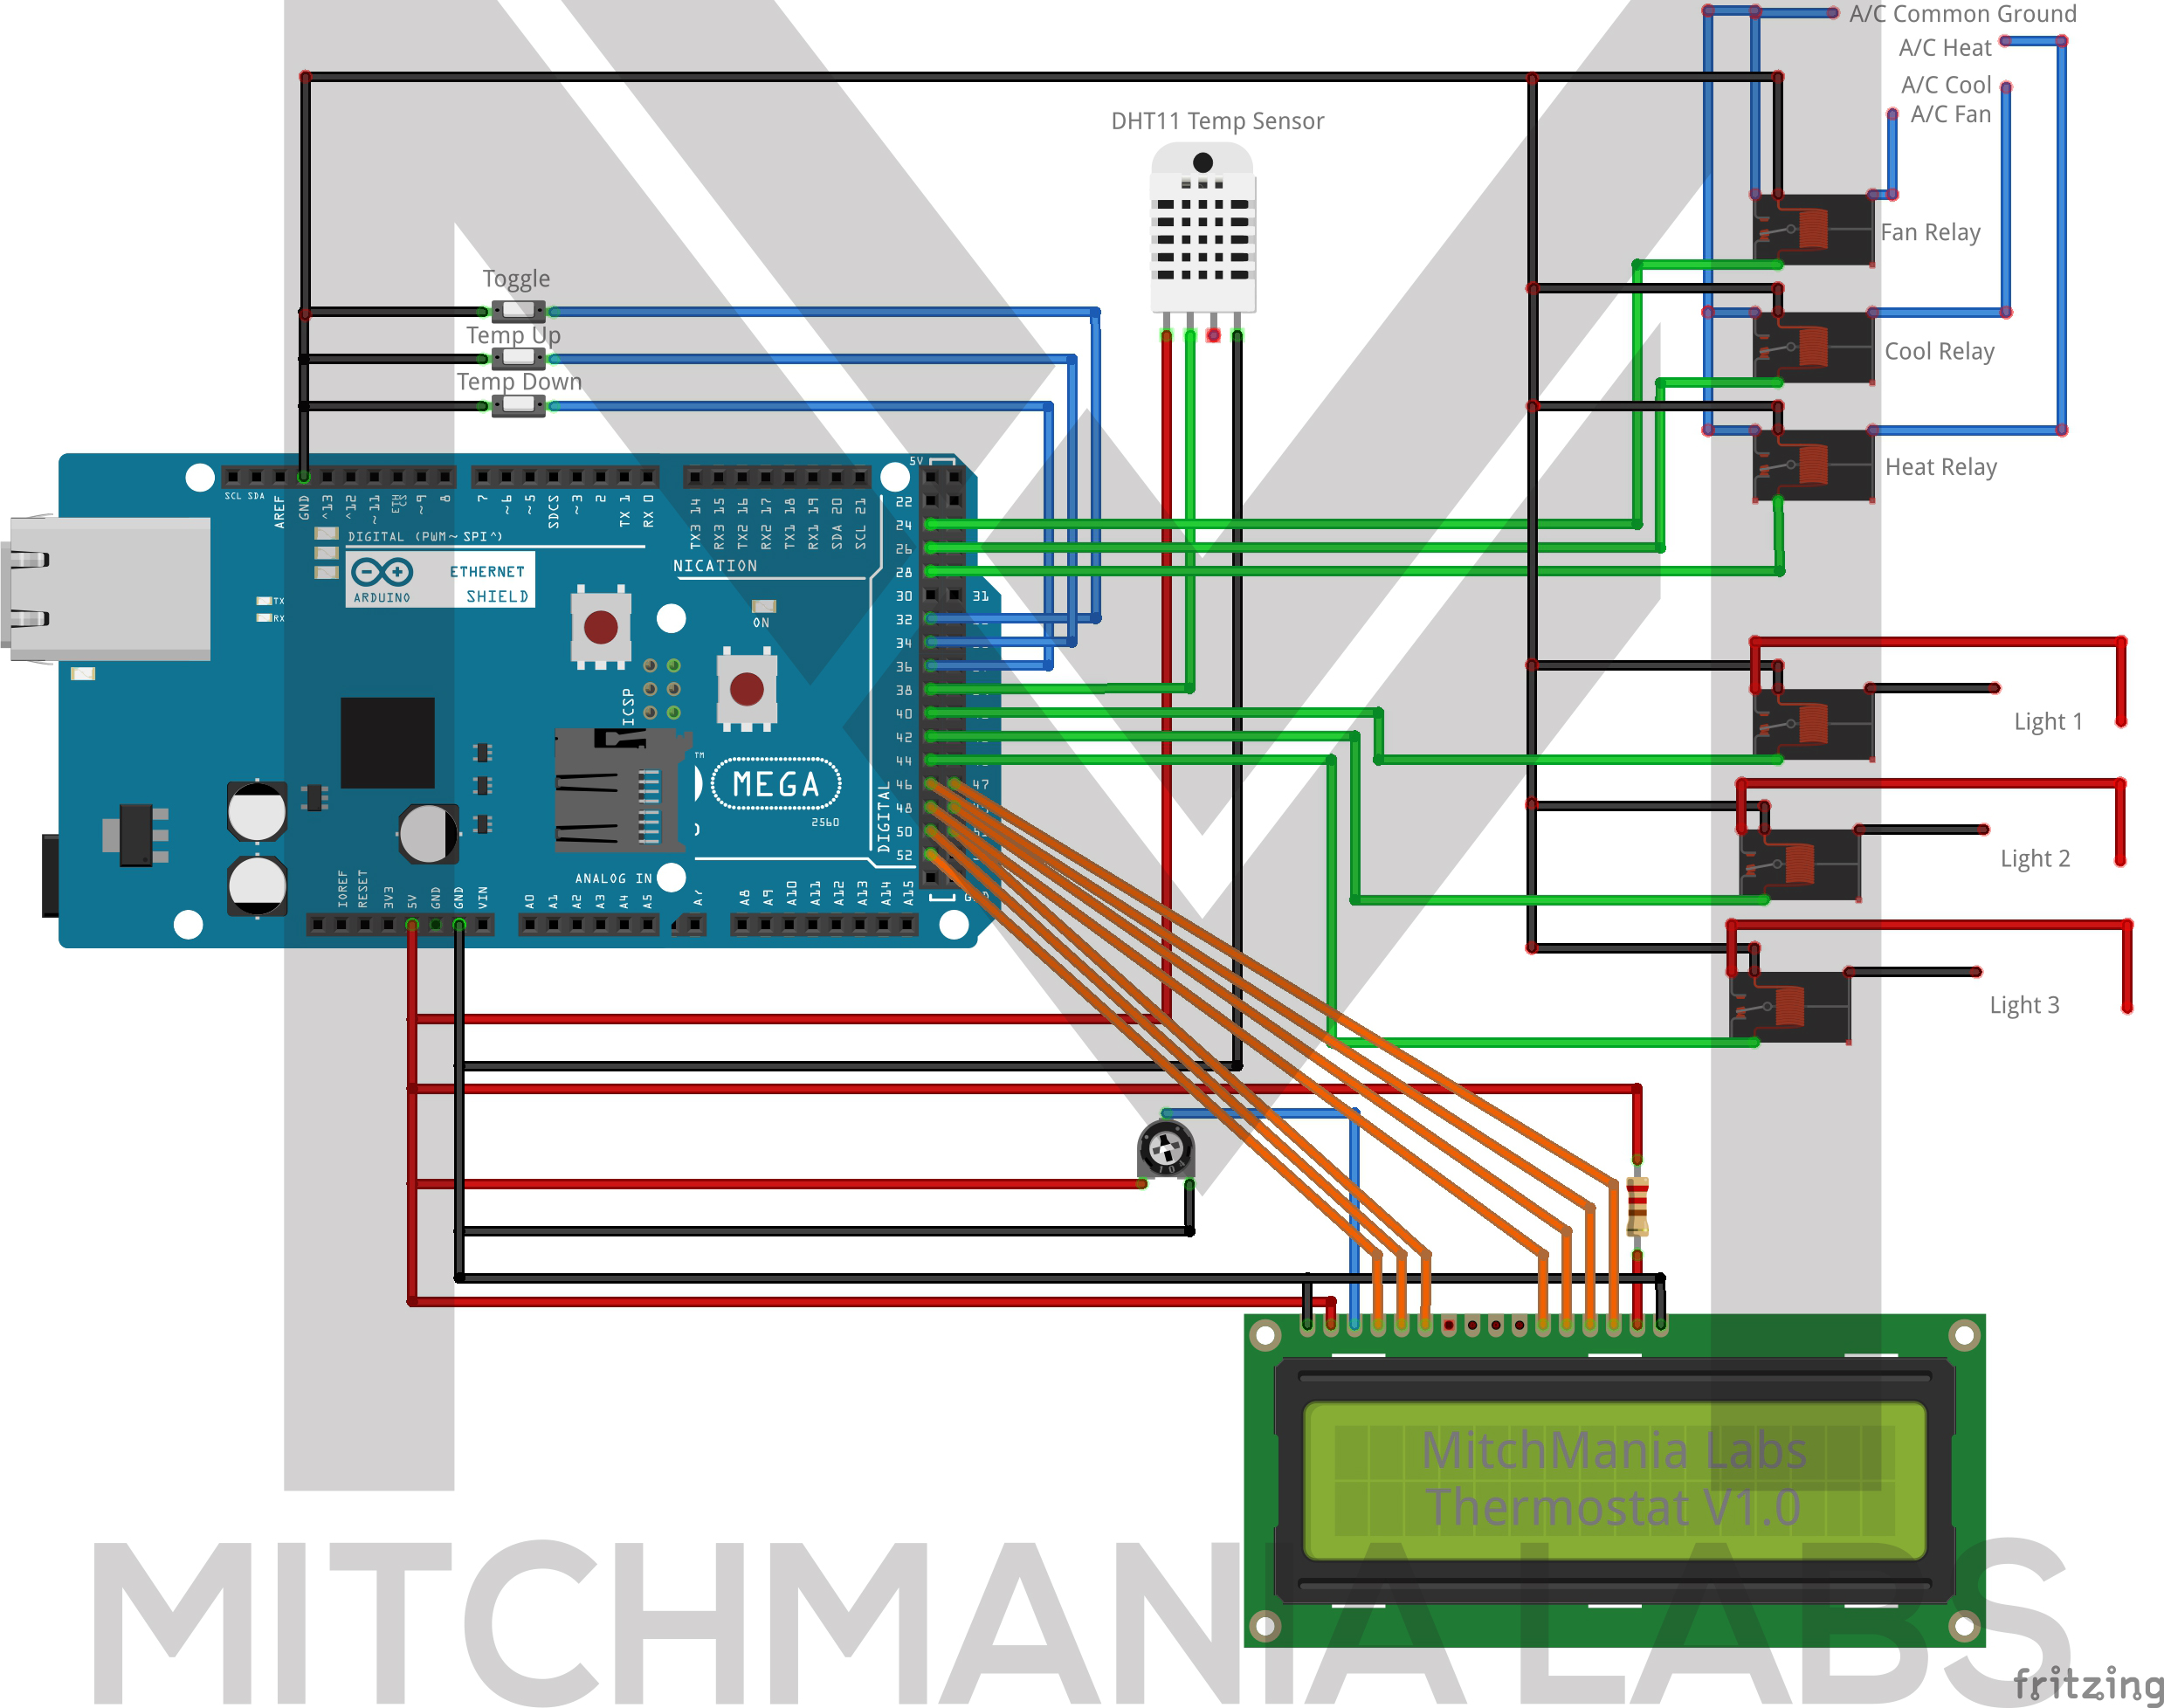 A/C Common Ground
A/C Heat
A/C Cool
A/C Fan
DHT11 Temp Sensor
Fan Relay
Toggle
Temp Up
Cool Relay
Temp Down
Heat Relay
5V
SCL SDA AREF GND ^13 ^12 ~11 ETH CS ~9 8 7 ~6 ~5 SDCS ~3 2 TX 1 RX 0
TX3 14 RX3 15 TX2 16 RX2 17 TX1 18 RX1 19 SDA 20 SCL 21
22
24
26
28
30 31
32
34
36
38
40
42
44
46 47
48
50
52
DIGITAL (PWM~ SPI^)
NICATION
ARDUINO
ETHERNET
SHIELD
TX
RX
ON
ICSP
TM
MEGA
2560
DIGITAL
Light 1
Light 2
Light 3
ANALOG IN
IOREF RESET 3V3 5V GND GND VIN A0 A1 A2 A3 A4 A5 A8 A9 A10 A11 A12 A13 A14 A15
104
MitchMania Labs
Thermostat V1.0
MITCHMANIA LABS
fritzing